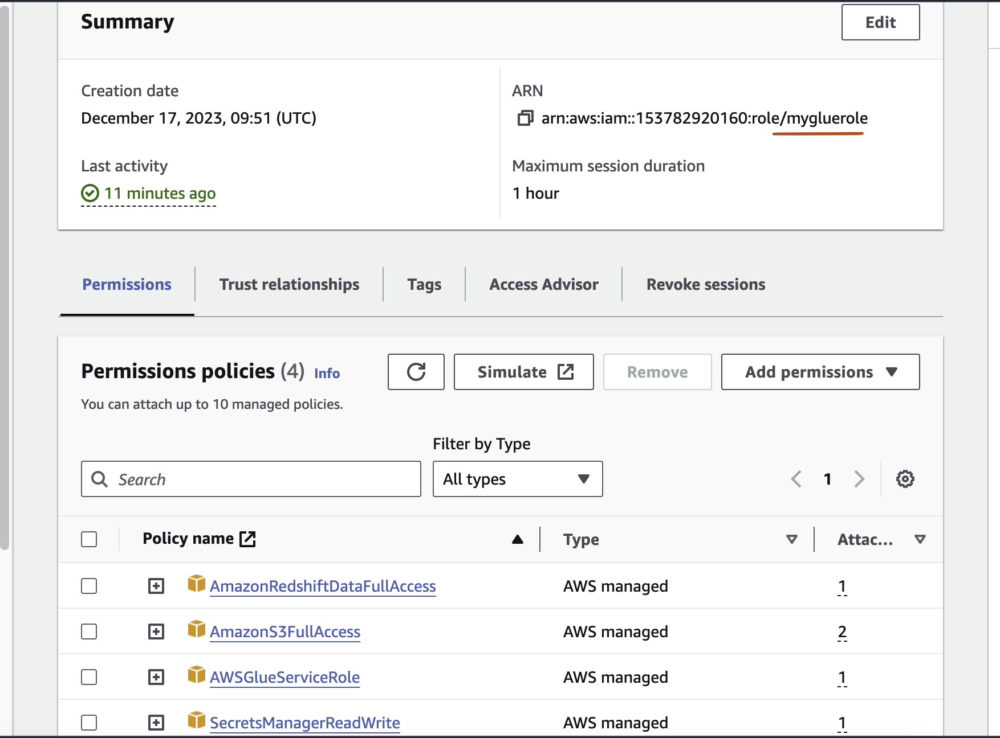 Summary
Edit
Creation date
December 17, 2023, 09:51 (UTC)
ARN
arn:aws:iam::153782920160:role/mygluerole
Last activity
11 minutes ago
Maximum session duration
1 hour
Permissions
Trust relationships
Tags
Access Advisor
Revoke sessions
Permissions policies (4) Info
Simulate
Remove
Add permissions
You can attach up to 10 managed policies.
Filter by Type
Search
All types
1
Policy name
Type
Attac...
AmazonRedshiftDataFullAccess AWS managed 1
AmazonS3FullAccess AWS managed 2
AWSGlueServiceRole AWS managed 1
SecretsManagerReadWrite AWS managed 1